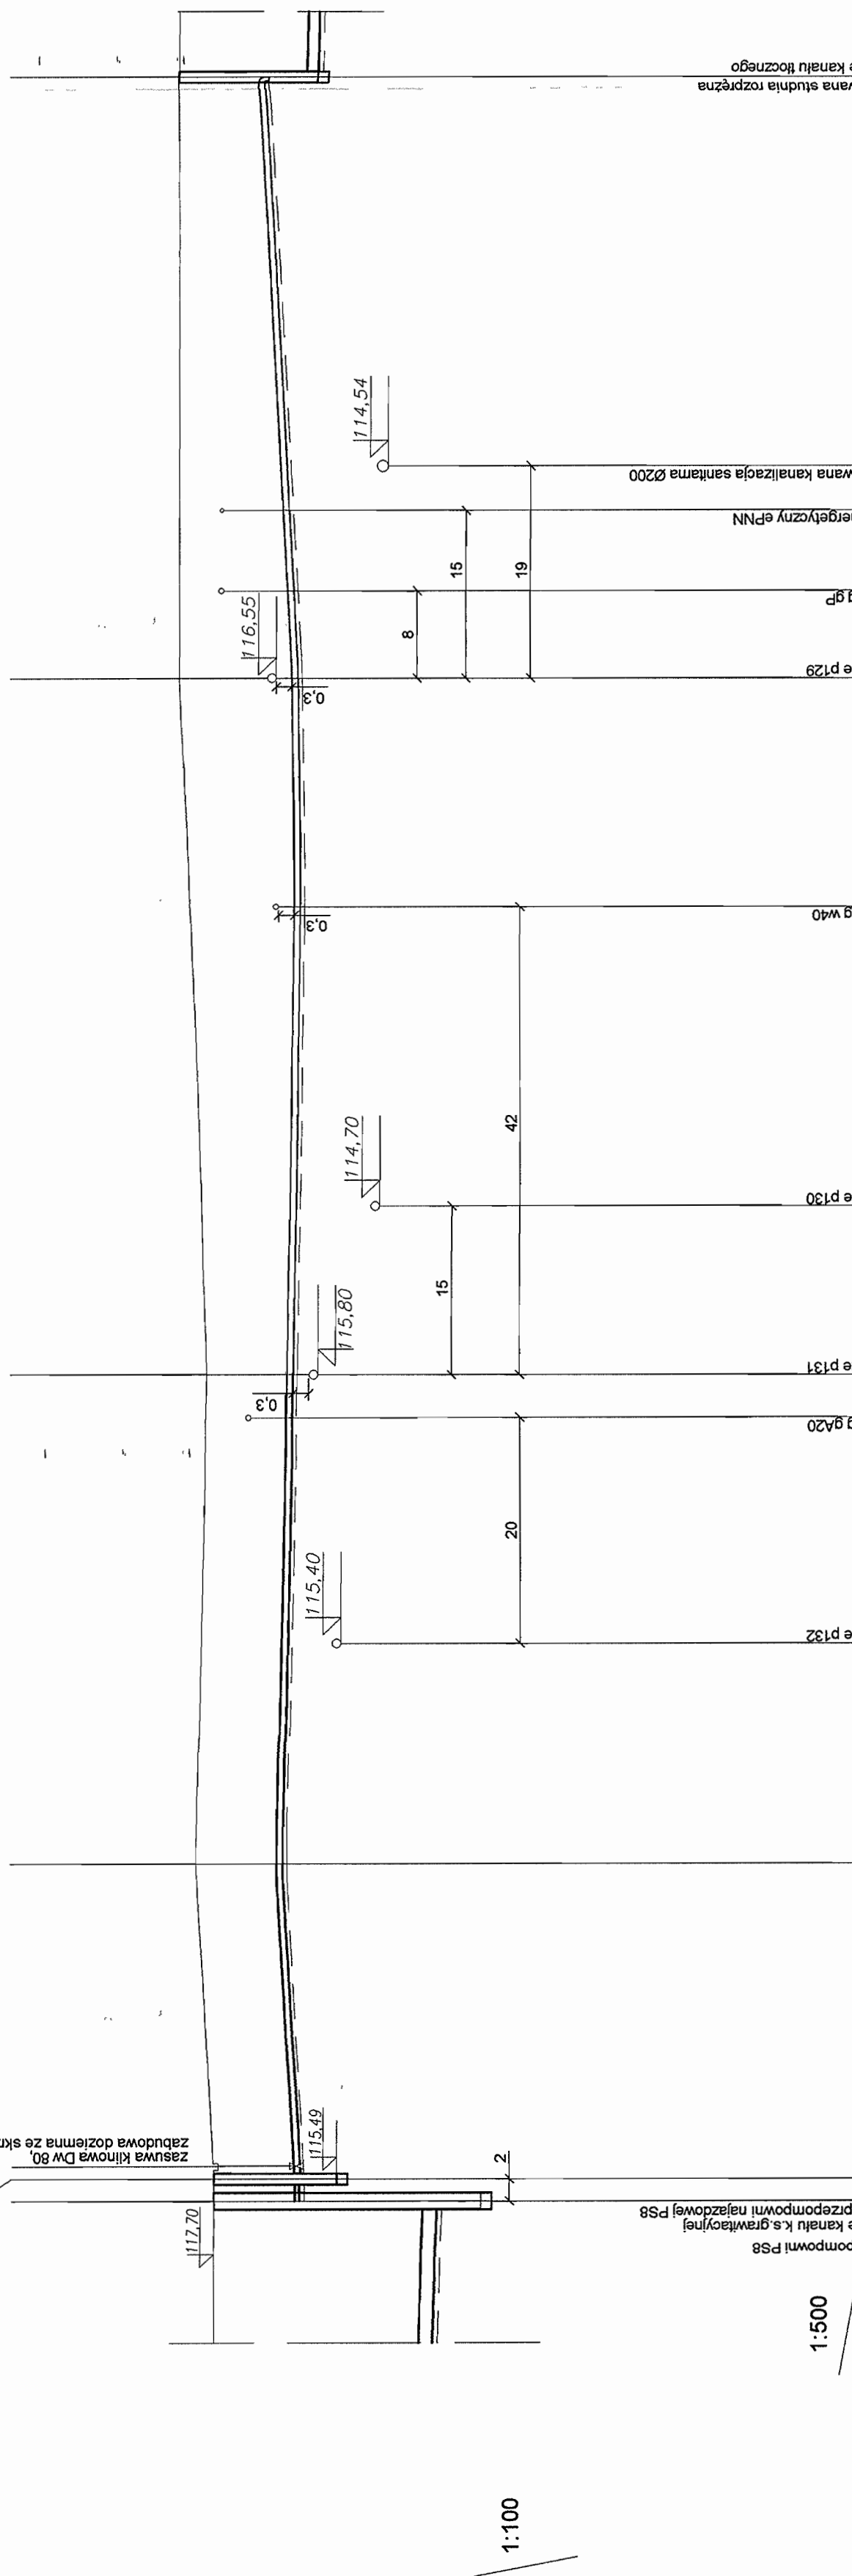 e kanału tłocznego
wana studnia rozprężna
114,54
wana kanalizacja sanitarna Ø200
nergetyczny ePNN
15
19
g gP
116,55
8
e p129
0,3
g w40
0,3
42
114,70
e p130
15
115,80
e p131
0,3
g gA20
20
115,40
e p132
zasuwa klinowa Dw 80,
zabudowa doziemna ze skr
115,49
2
117,70
przepompowni najazdowej PS8
e kanału k.s.grawitacyjnej
pompowni PS8
1:500
1:100